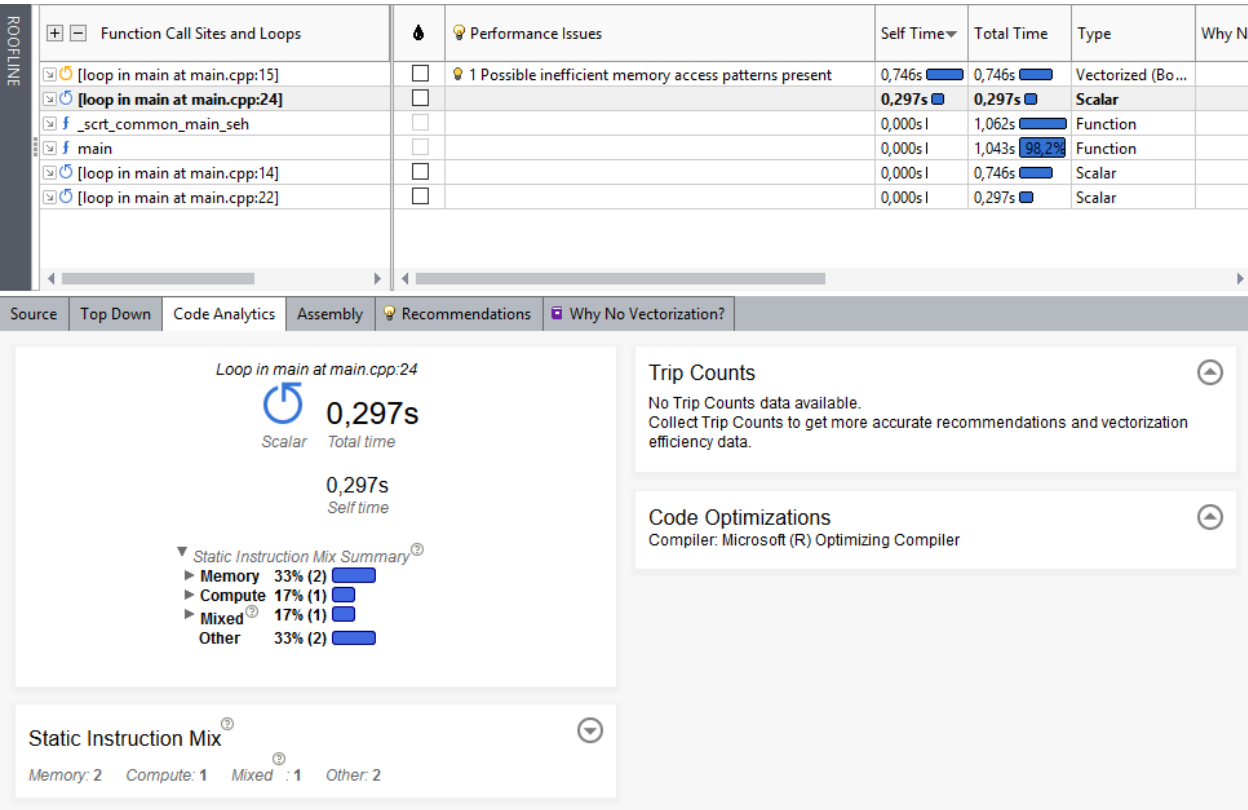 ROOFLINE
Function Call Sites and Loops Performance Issues Self Time Total Time Type Why N
[loop in main at main.cpp:15] 1 Possible inefficient memory access patterns present 0,746s 0,746s Vectorized (Bo...
[loop in main at main.cpp:24] 0,297s 0,297s Scalar
f _scrt_common_main_seh 0,000s 1,062s Function
f main 0,000s 1,043s 98,2% Function
[loop in main at main.cpp:14] 0,000s 0,746s Scalar
[loop in main at main.cpp:22] 0,000s 0,297s Scalar
Source Top Down Code Analytics Assembly Recommendations Why No Vectorization?
Loop in main at main.cpp:24
0,297s
Scalar Total time
0,297s
Self time
Static Instruction Mix Summary?
Memory 33% (2)
Compute 17% (1)
Mixed? 17% (1)
Other 33% (2)
Static Instruction Mix?
Memory: 2 Compute: 1 Mixed? : 1 Other: 2
Trip Counts
No Trip Counts data available.
Collect Trip Counts to get more accurate recommendations and vectorization
efficiency data.
Code Optimizations
Compiler: Microsoft (R) Optimizing Compiler